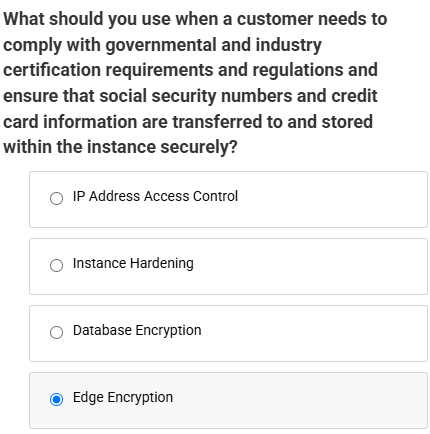 What should you use when a customer needs to
comply with governmental and industry
certification requirements and regulations and
ensure that social security numbers and credit
card information are transferred to and stored
within the instance securely?
IP Address Access Control
Instance Hardening
Database Encryption
Edge Encryption